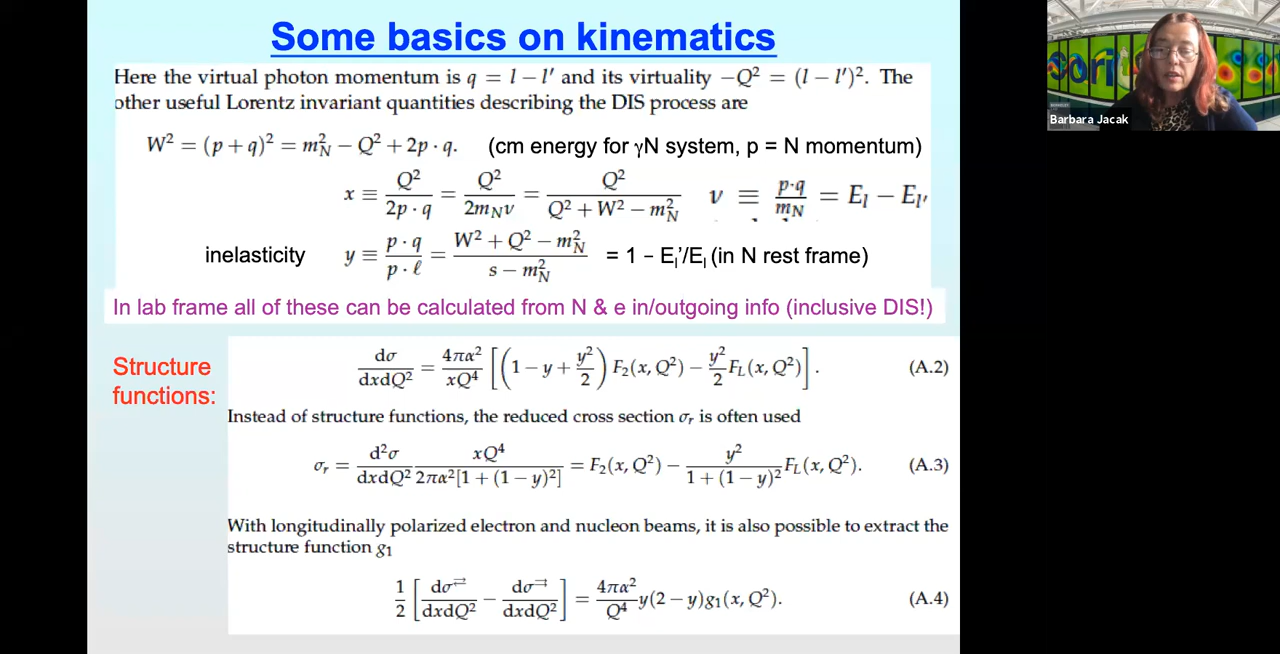 Some basics on kinematics
Here the virtual photon momentum is q = l − l′ and its virtuality −Q² = (l − l′)². The
other useful Lorentz invariant quantities describing the DIS process are
W² = (p + q)² = m_N² − Q² + 2p · q. (cm energy for γN system, p = N momentum)
x ≡ Q² / 2p · q = Q² / 2m_Nν = Q² / (Q² + W² − m_N²) ν ≡ p·q / m_N = E_l − E_l′
inelasticity y ≡ p · q / p · ℓ = (W² + Q² − m_N²) / (s − m_N²) = 1 – E_l’/E_l (in N rest frame)
In lab frame all of these can be calculated from N & e in/outgoing info (inclusive DIS!)
Structure
functions:
dσ / dxdQ² = 4πα² / xQ⁴ [(1 − y + y²/2) F₂(x, Q²) − y²/2 F_L(x, Q²)]. (A.2)
Instead of structure functions, the reduced cross section σ_r is often used
σ_r = d²σ / dxdQ² xQ⁴ / 2πα²[1 + (1 − y)²] = F₂(x, Q²) − y² / 1 + (1 − y)² F_L(x, Q²). (A.3)
With longitudinally polarized electron and nucleon beams, it is also possible to extract the
structure function g₁
1/2 [dσ^⇄ / dxdQ² − dσ^⇉ / dxdQ²] = 4πα² / Q⁴ y(2 − y)g₁(x, Q²). (A.4)
Barbara Jacak